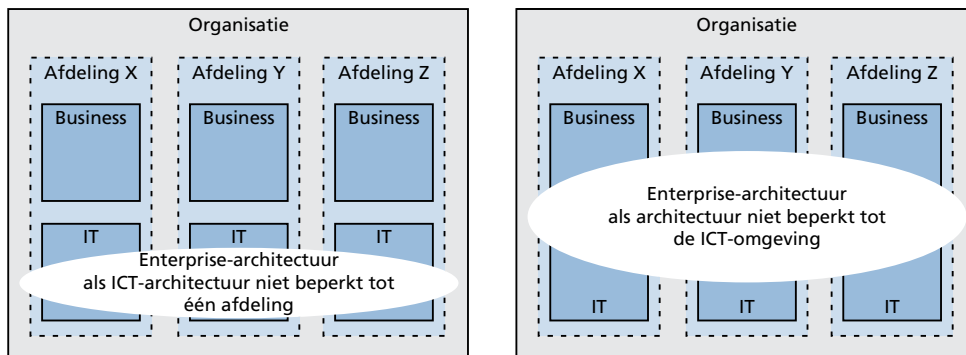 Organisatie
Afdeling X
Afdeling Y
Afdeling Z
Business
Business
Business
IT
IT
IT
Enterprise-architectuur
als ICT-architectuur niet beperkt tot
één afdeling
Organisatie
Afdeling X
Afdeling Y
Afdeling Z
Business
Business
Business
Enterprise-architectuur
als architectuur niet beperkt tot
de ICT-omgeving
IT
IT
IT